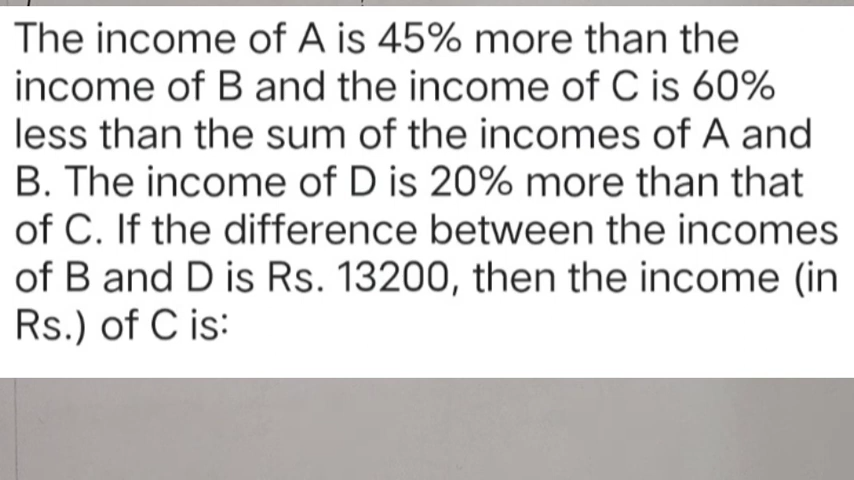 The income of A is 45% more than the
income of B and the income of C is 60%
less than the sum of the incomes of A and
B. The income of D is 20% more than that
of C. If the difference between the incomes
of B and D is Rs. 13200, then the income (in
Rs.) of C is: